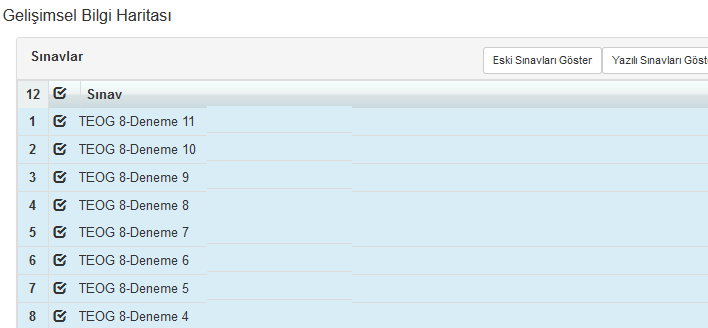 Gelişimsel Bilgi Haritası
Sınavlar
Eski Sınavları Göster
Yazılı Sınavları
12 Sınav
1 TEOG 8-Deneme 11
2 TEOG 8-Deneme 10
3 TEOG 8-Deneme 9
4 TEOG 8-Deneme 8
5 TEOG 8-Deneme 7
6 TEOG 8-Deneme 6
7 TEOG 8-Deneme 5
8 TEOG 8-Deneme 4